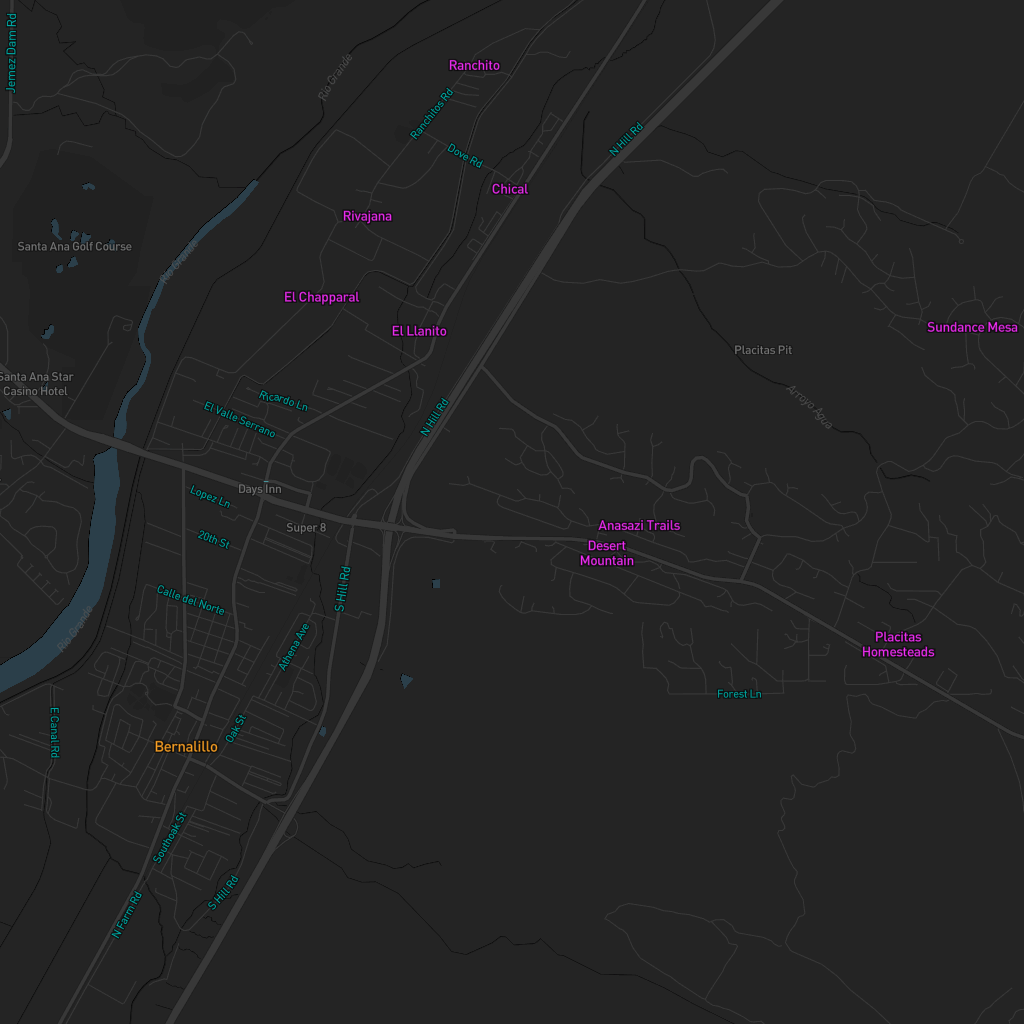 Jemez Dam Rd
Ranchito
Rio Grande
Ranchitos Rd
N Hill Rd
Dove Rd
Chical
Rivajana
Santa Ana Golf Course
Rio Grande
El Chapparal
El Llanito
Sundance Mesa
Placitas Pit
Santa Ana Star
Casino Hotel
Ricardo Ln
El Valle Serrano
N Hill Rd
Arroyo Agua
Days Inn
Lopez Ln
Super 8
Anasazi Trails
20th St
Desert
Mountain
S Hill Rd
Calle del Norte
Rio Grande
Athena Ave
Placitas
Homesteads
Forest Ln
E Canal Rd
Oak St
Bernalillo
Southoak St
S Hill Rd
N Farm Rd